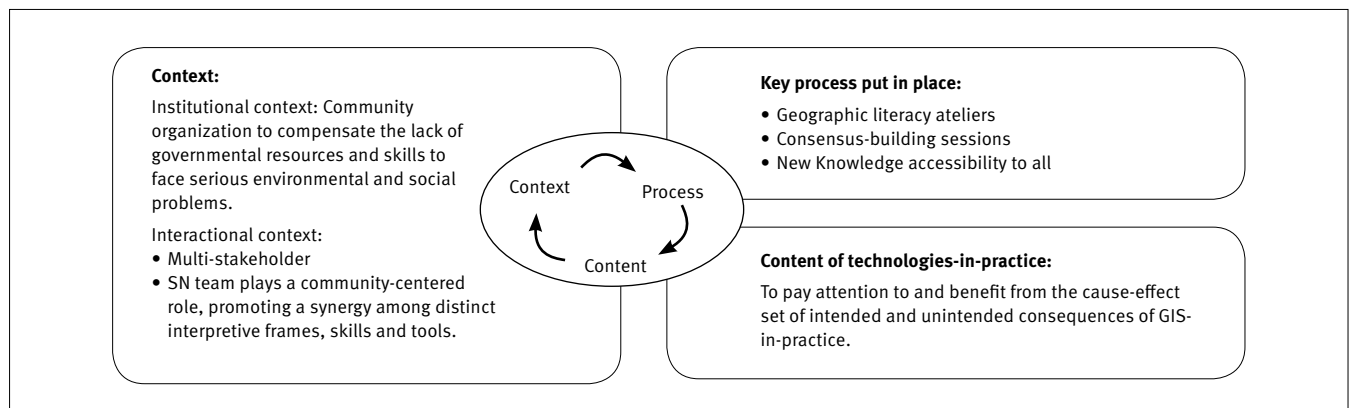 Context:
Institutional context: Community
organization to compensate the lack of
governmental resources and skills to
face serious environmental and social
problems.
Interactional context:
• Multi-stakeholder
• SN team plays a community-centered
role, promoting a synergy among distinct
interpretive frames, skills and tools.
Context
Process
Content
Key process put in place:
• Geographic literacy ateliers
• Consensus-building sessions
• New Knowledge accessibility to all
Content of technologies-in-practice:
To pay attention to and benefit from the cause-effect
set of intended and unintended consequences of GIS-
in-practice.